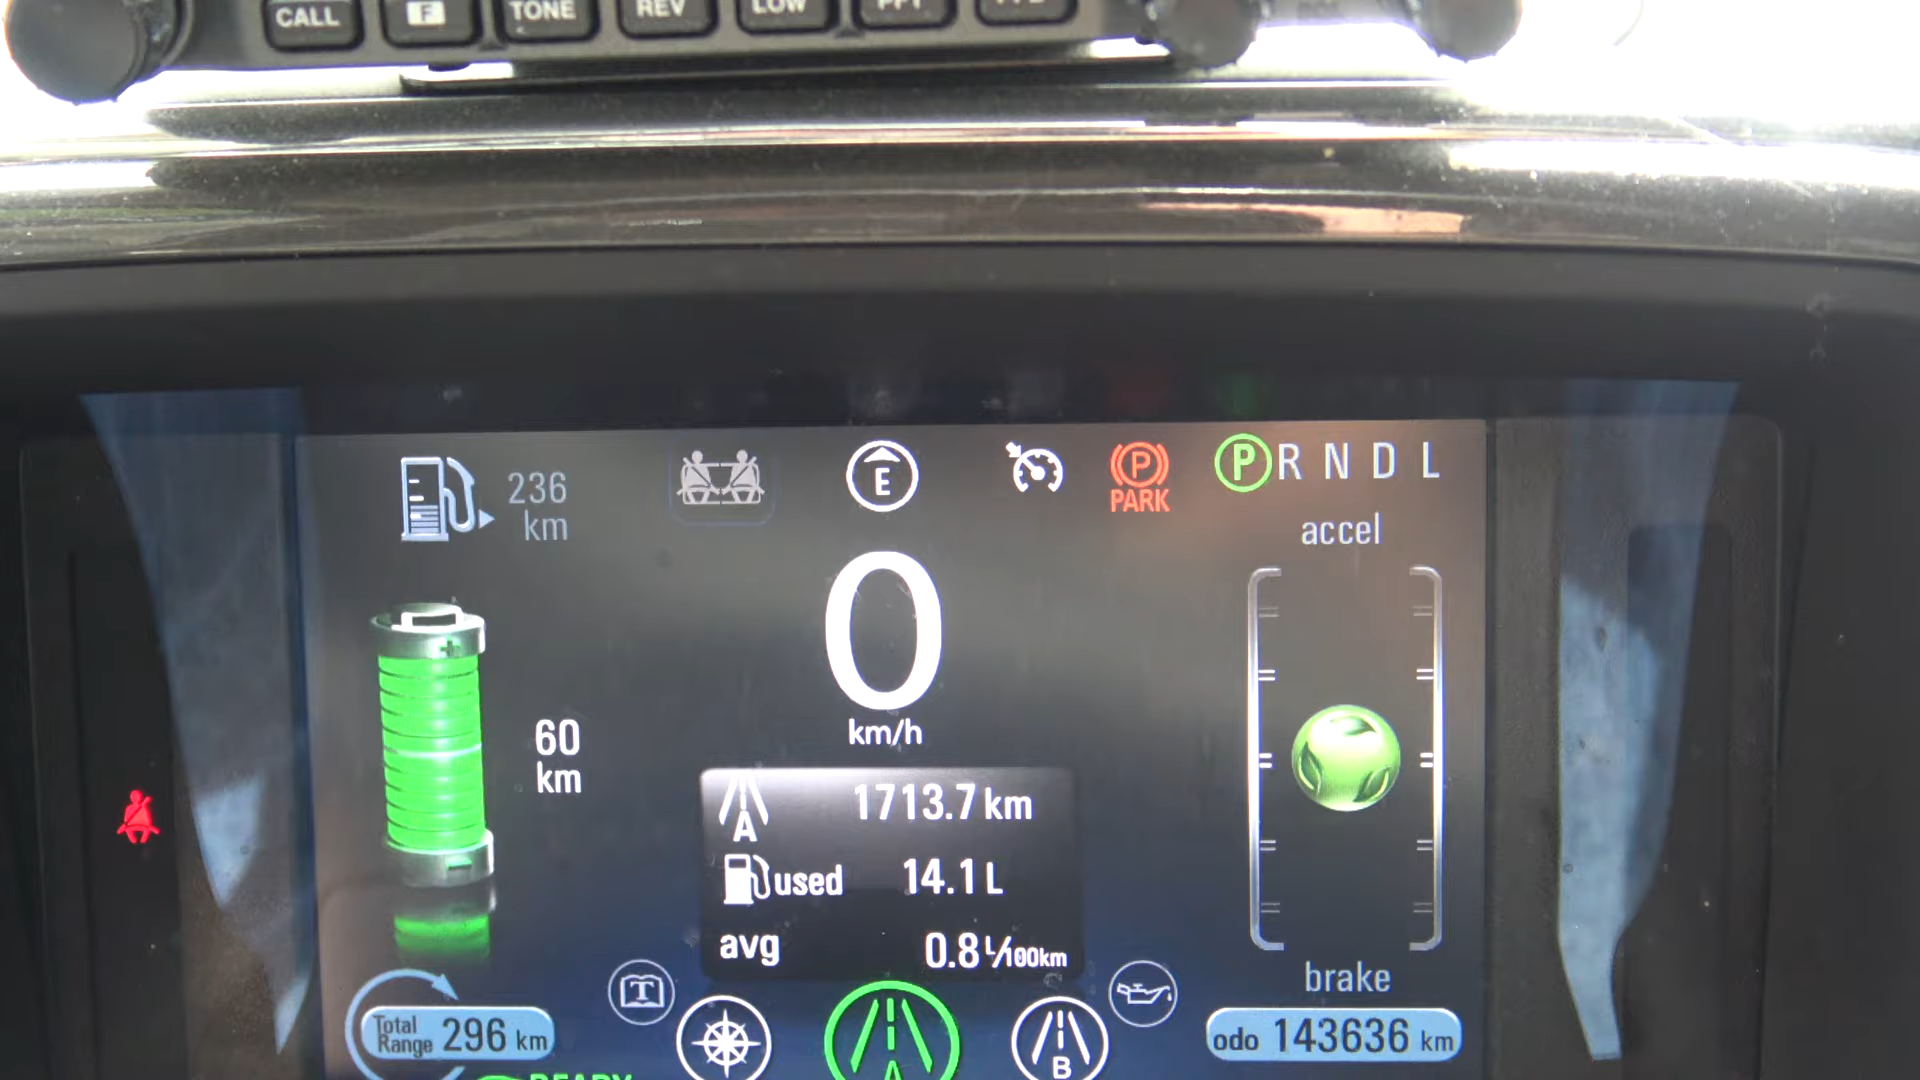 CALL F TONE REV LOW
236 km
E
P PARK
P R N D L
accel
0
km/h
60 km
A 1713.7 km
used 14.1 L
avg 0.8 L/100km
brake
T
Total Range 296 km
A
B
odo 143636 km
READY